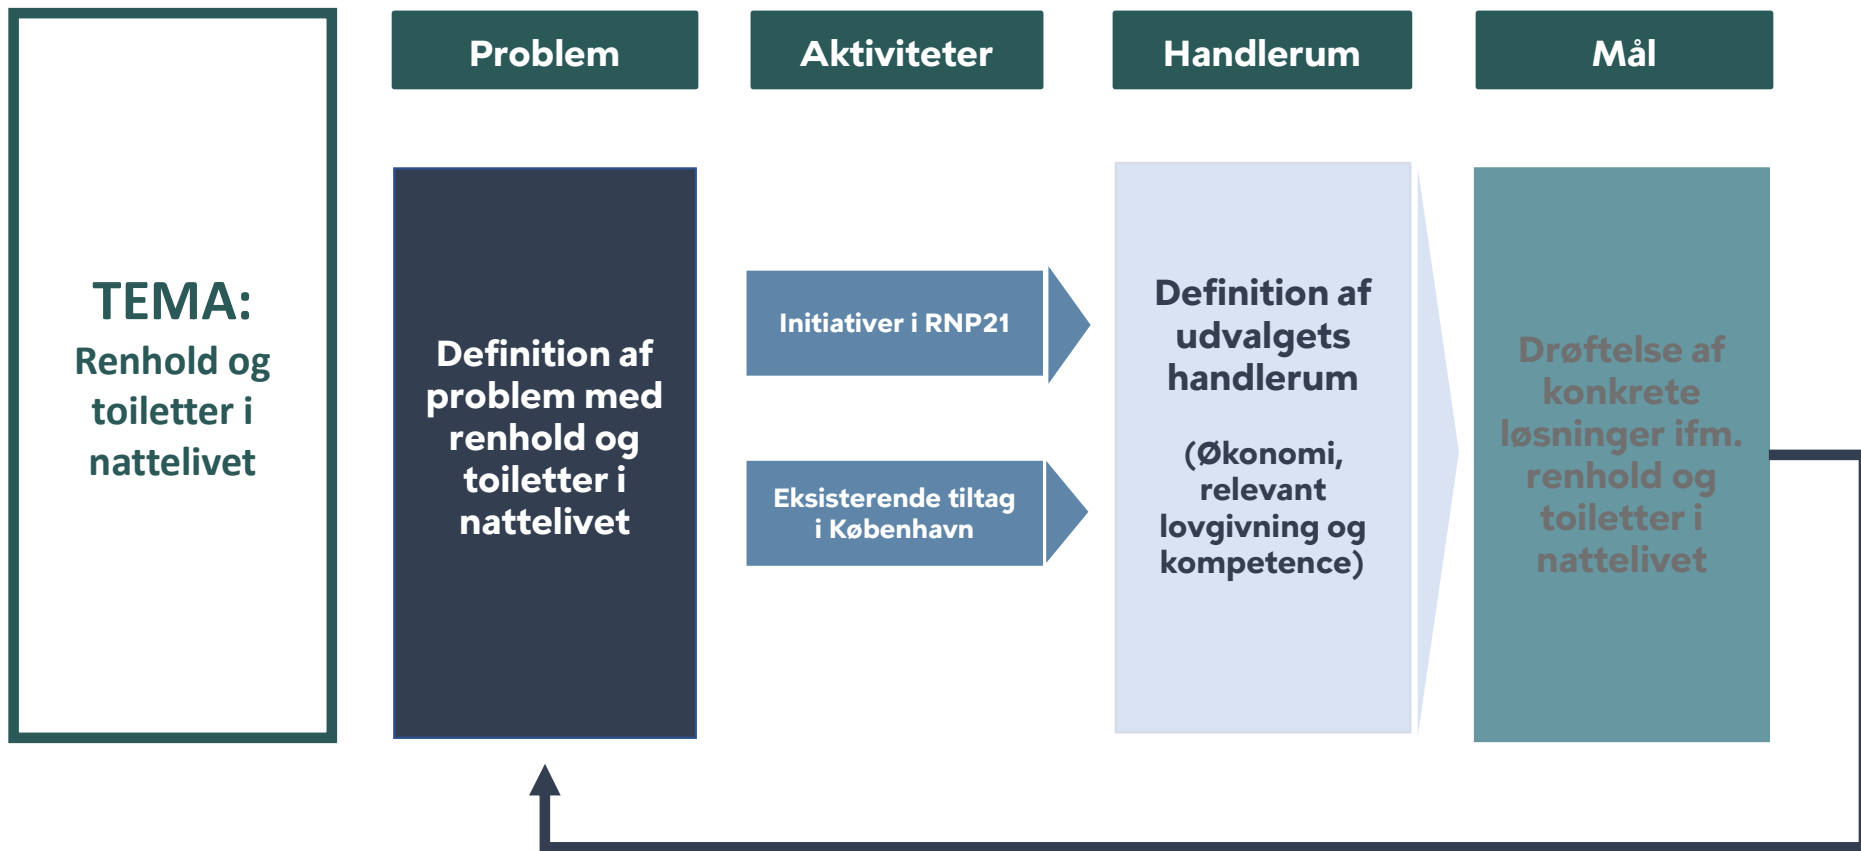 TEMA:
Renhold og
toiletter i
nattelivet
Problem
Definition af
problem med
renhold og
toiletter i
nattelivet
Aktiviteter
Initiativer i RNP21
Eksisterende tiltag
i København
Handlerum
Definition af
udvalgets
handlerum
(Økonomi,
relevant
lovgivning og
kompetence)
Mål
Drøftelse af
konkrete
løsninger ifm.
renhold og
toiletter i
nattelivet